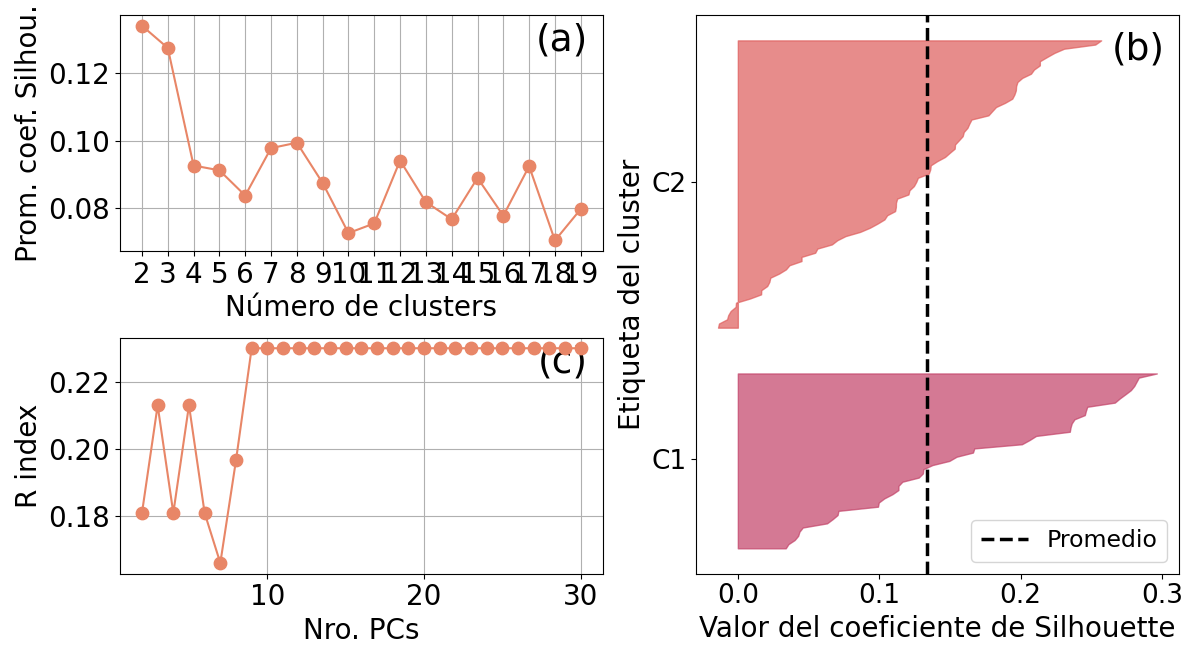 Prom. coef. Silhou.
0.12
0.10
0.08
(a)
2 3 4 5 6 7 8 9 10 11 12 13 14 15 16 17 18 19
Número de clusters
R index
0.22
0.20
0.18
(c)
10 20 30
Nro. PCs
Etiqueta del cluster
C2
C1
(b)
Promedio
0.0 0.1 0.2 0.3
Valor del coeficiente de Silhouette